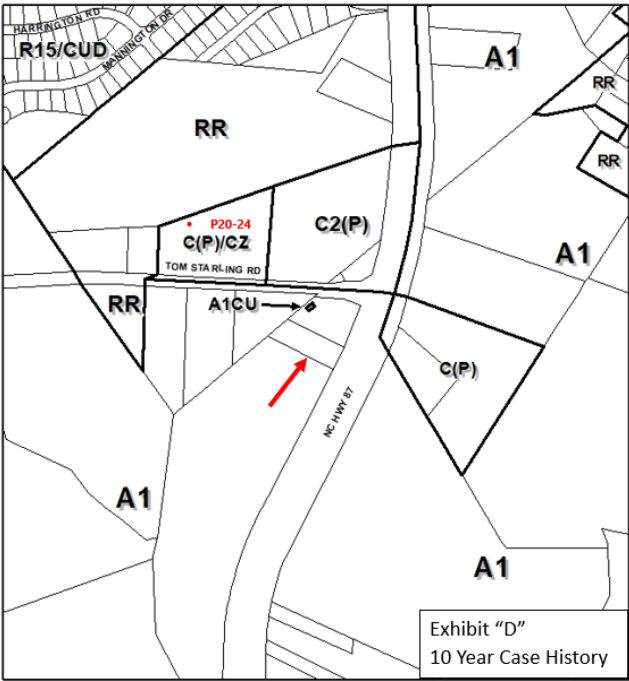 HARRINGTON RD
MANNINGTON DR
R15/CUD
A1
RR
RR
RR
P20-24
C(P)/CZ
C2(P)
TOM STARLING RD
A1
RR
A1CU
C(P)
NC HWY 87
A1
A1
Exhibit “D”
10 Year Case History